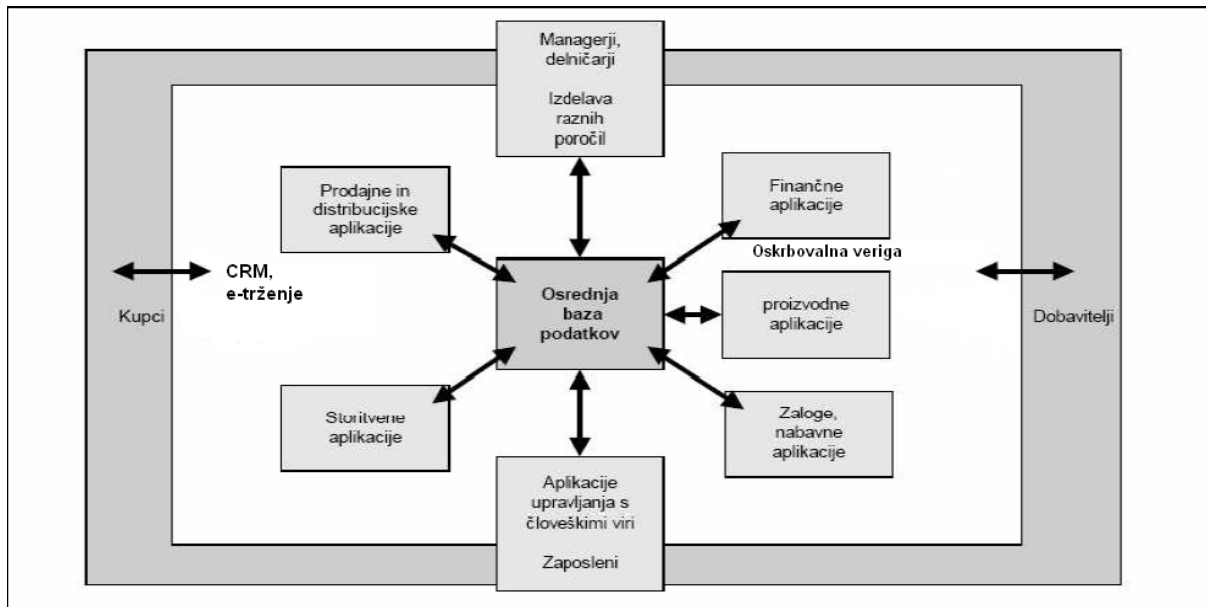 Managerji,
delničarji
Izdelava
raznih
poročil
Prodajne in
distribucijske
aplikacije
Finančne
aplikacije
Oskrbovalna veriga
CRM,
e-trženje
Kupci
Osrednja
baza
podatkov
proizvodne
aplikacije
Dobavitelji
Storitvene
aplikacije
Zaloge,
nabavne
aplikacije
Aplikacije
upravljanja s
človeškimi viri
Zaposleni